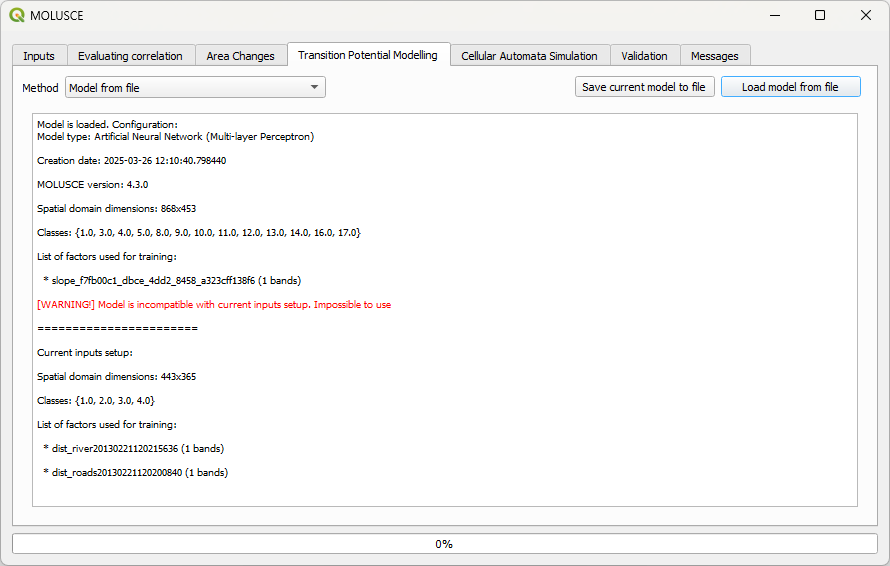 MOLUSCE
Inputs
Evaluating correlation
Area Changes
Transition Potential Modelling
Cellular Automata Simulation
Validation
Messages
Method
Model from file
Save current model to file
Load model from file
Model is loaded. Configuration:
Model type: Artificial Neural Network (Multi-layer Perceptron)
Creation date: 2025-03-26 12:10:40.798440
MOLUSCE version: 4.3.0
Spatial domain dimensions: 868x453
Classes: {1.0, 3.0, 4.0, 5.0, 8.0, 9.0, 10.0, 11.0, 12.0, 13.0, 14.0, 16.0, 17.0}
List of factors used for training:
* slope_f7fb00c1_dbce_4dd2_8458_a323cff138f6 (1 bands)
[WARNING!] Model is incompatible with current inputs setup. Impossible to use
=======================
Current inputs setup:
Spatial domain dimensions: 443x365
Classes: {1.0, 2.0, 3.0, 4.0}
List of factors used for training:
* dist_river20130221120215636 (1 bands)
* dist_roads20130221120200840 (1 bands)
0%